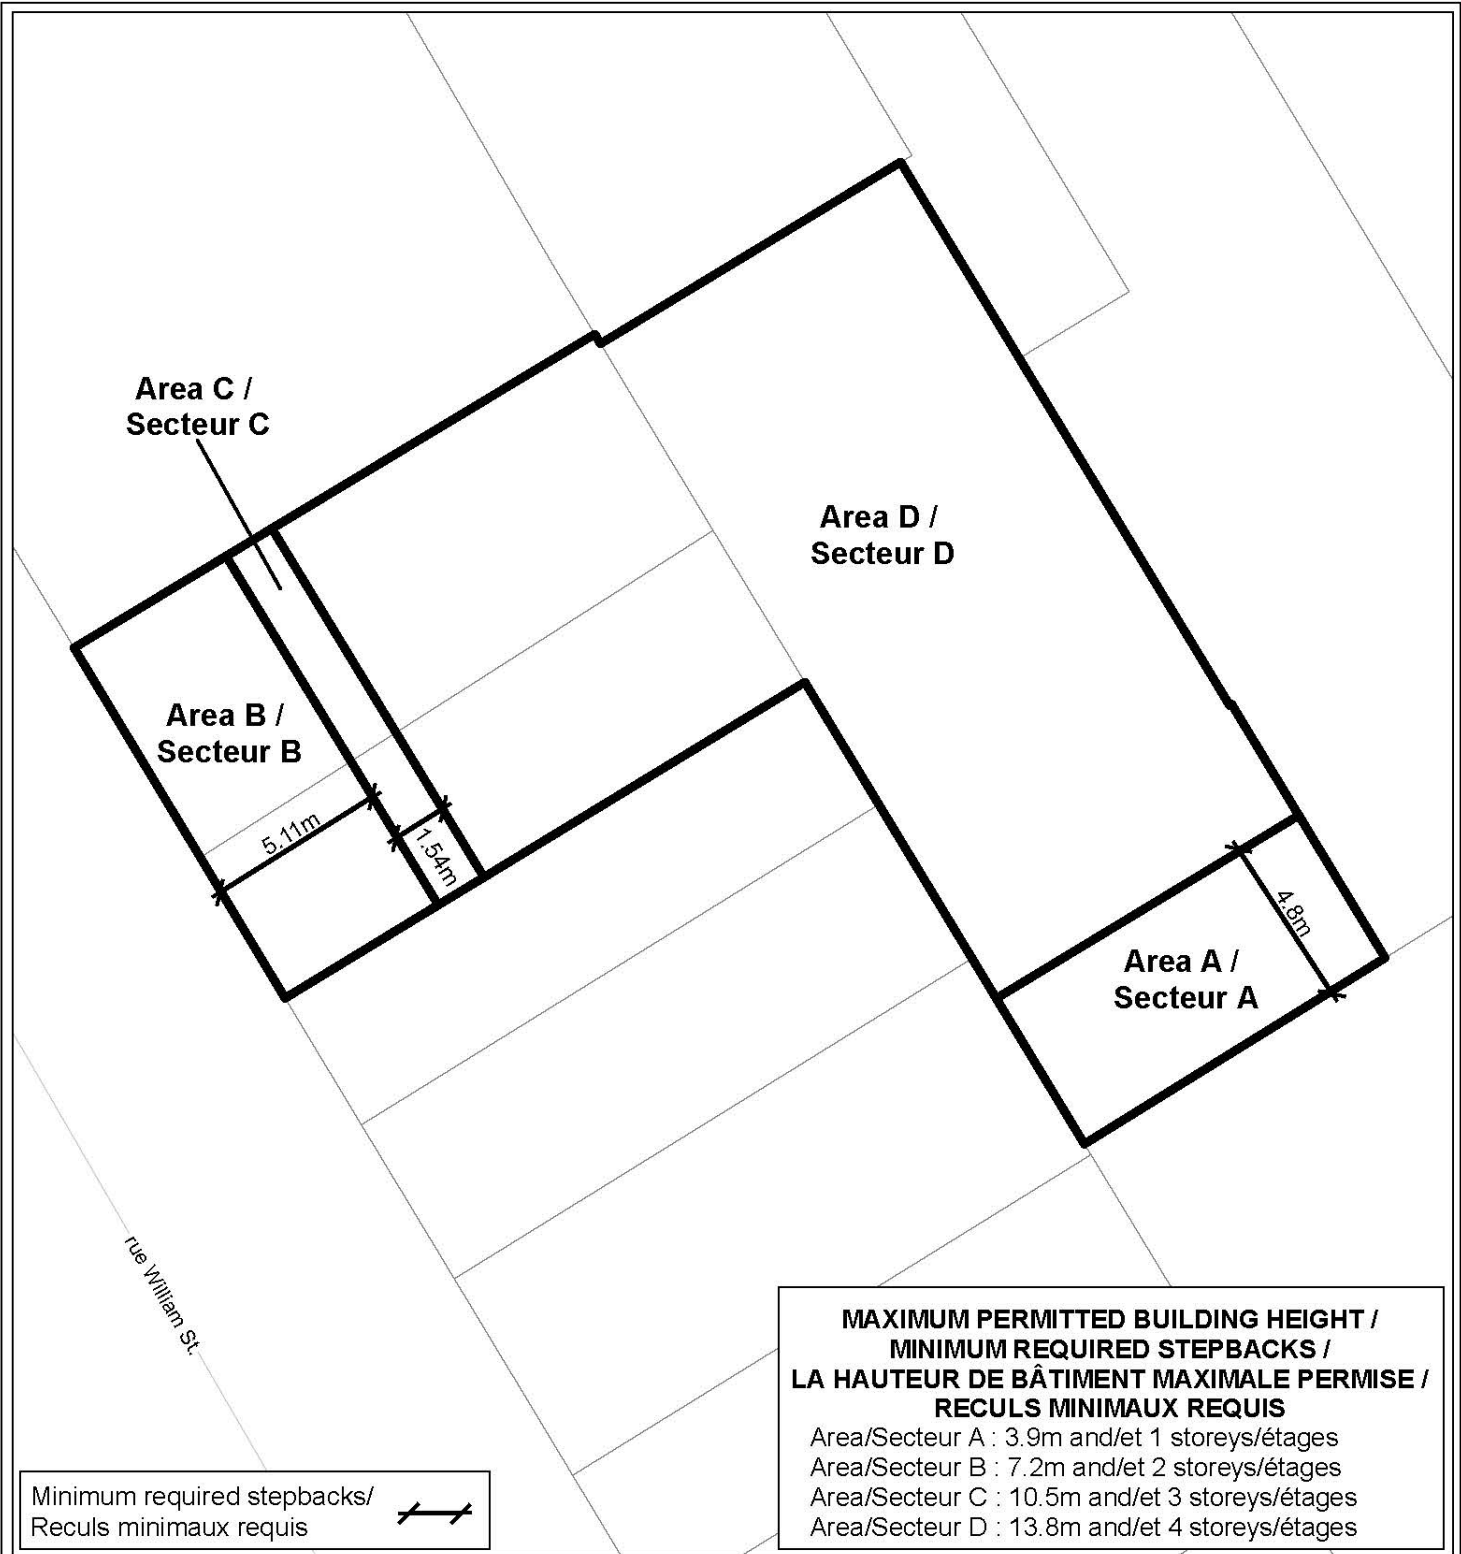 Area C /
Secteur C
Area D /
Secteur D
Area B /
Secteur B
5.11m
1.54m
4.8m
Area A /
Secteur A
rue William St.
MAXIMUM PERMITTED BUILDING HEIGHT /
MINIMUM REQUIRED STEPBACKS /
LA HAUTEUR DE BÂTIMENT MAXIMALE PERMISE /
RECULS MINIMAUX REQUIS
Area/Secteur A : 3.9m and/et 1 storeys/étages
Area/Secteur B : 7.2m and/et 2 storeys/étages
Area/Secteur C : 10.5m and/et 3 storeys/étages
Area/Secteur D : 13.8m and/et 4 storeys/étages
Minimum required stepbacks/
Reculs minimaux requis